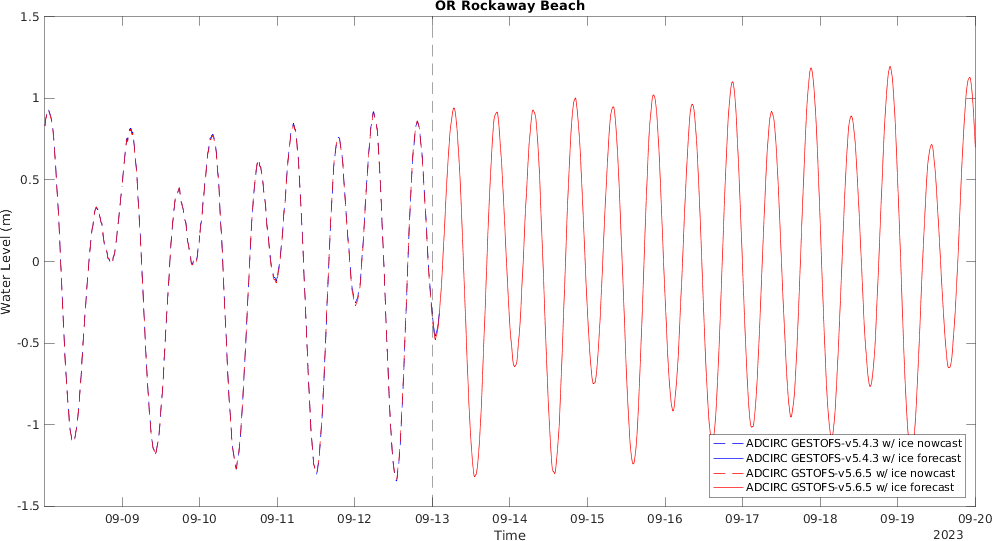 OR Rockaway Beach
1.5
1
0.5
0
-0.5
-1
-1.5
Water Level (m)
09-09 09-10 09-11 09-12 09-13 09-14 09-15 09-16 09-17 09-18 09-19 09-20
Time
2023
ADCIRC GESTOFS-v5.4.3 w/ ice nowcast
ADCIRC GESTOFS-v5.4.3 w/ ice forecast
ADCIRC GSTOFS-v5.6.5 w/ ice nowcast
ADCIRC GSTOFS-v5.6.5 w/ ice forecast